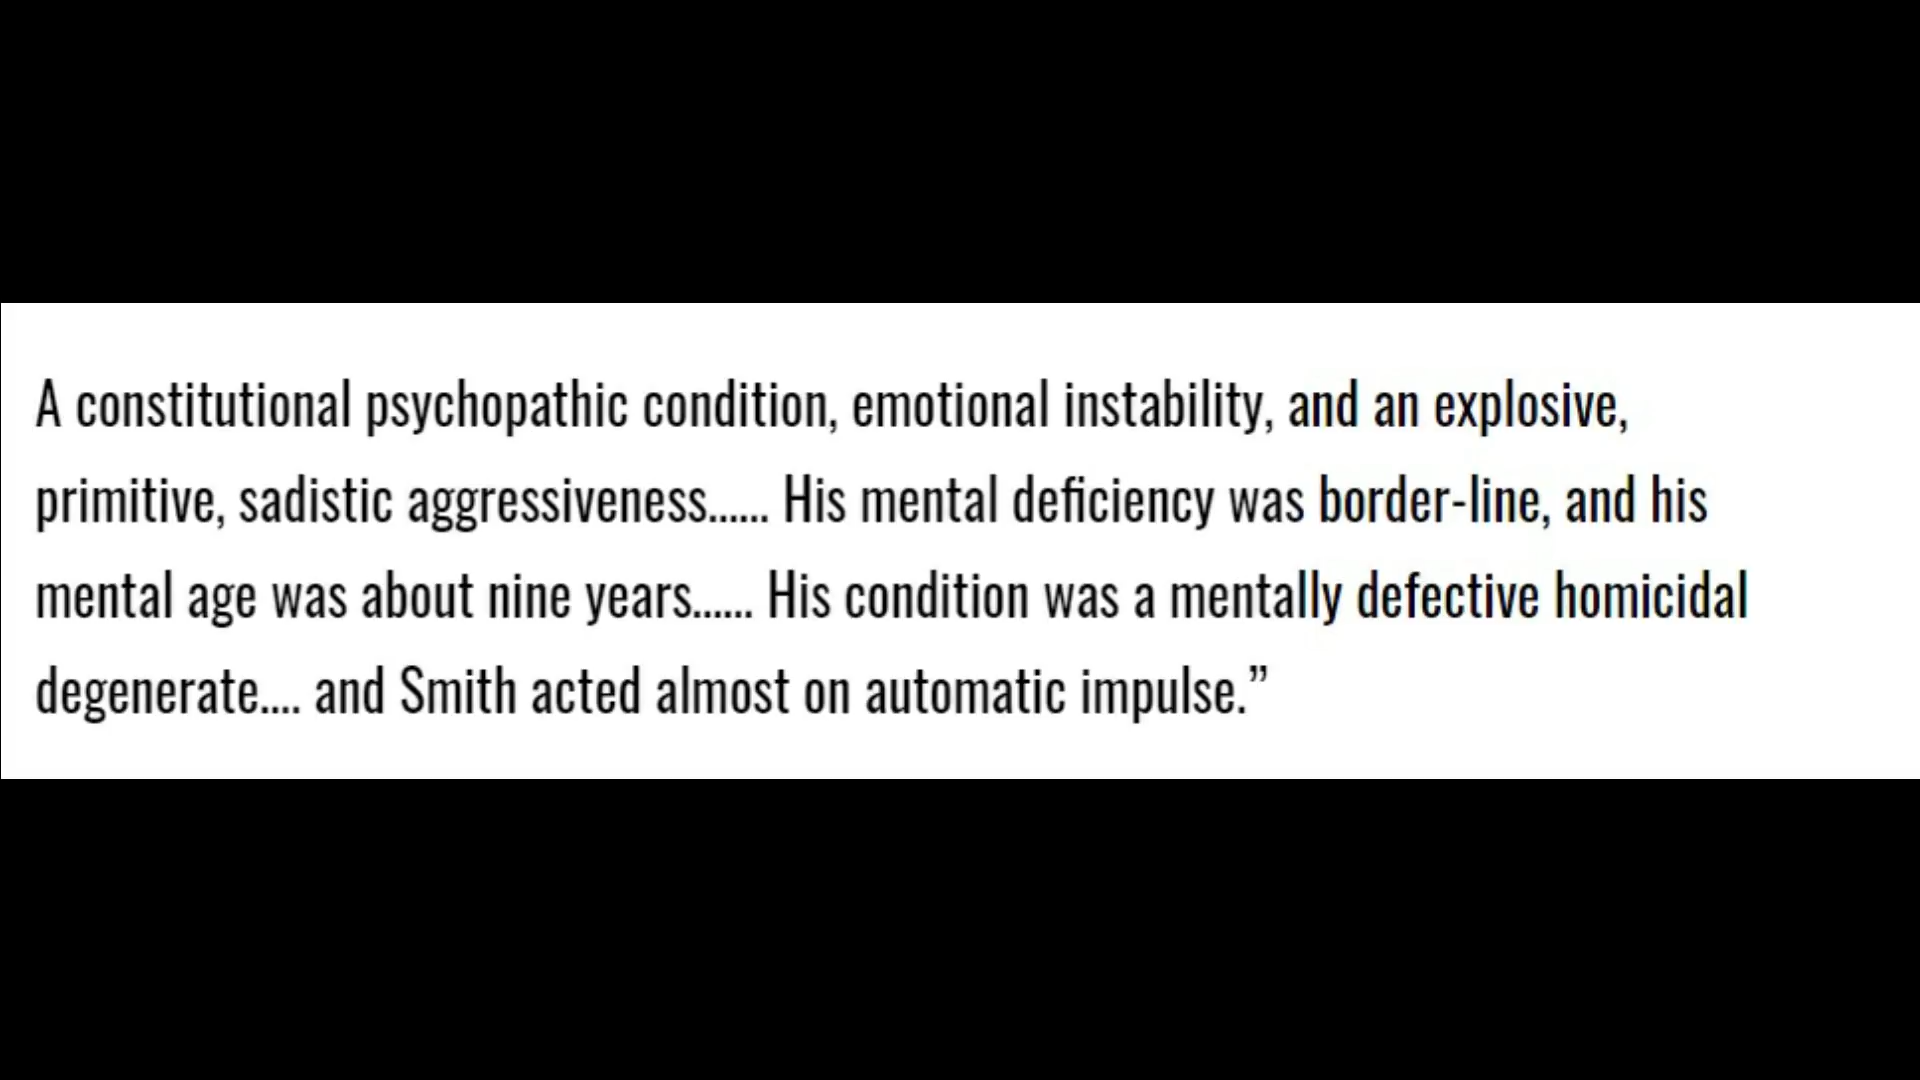 A constitutional psychopathic condition, emotional instability, and an explosive,
primitive, sadistic aggressiveness...... His mental deficiency was border-line, and his
mental age was about nine years...... His condition was a mentally defective homicidal
degenerate.... and Smith acted almost on automatic impulse.”